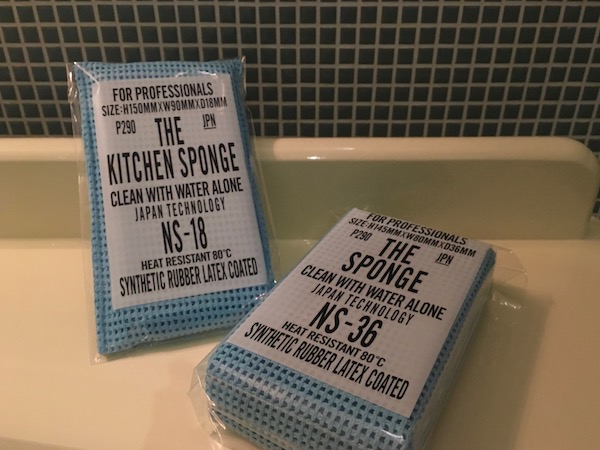 FOR PROFESSIONALS
SIZE:H150MMXW90MMXD18MM
P290 JPN
THE
KITCHEN SPONGE
CLEAN WITH WATER ALONE
JAPAN TECHNOLOGY
NS-18
HEAT RESISTANT 80°C
SYNTHETIC RUBBER LATEX COATED
FOR PROFESSIONALS
SIZE:H145MMXW80MMXD36MM
P290 JPN
THE
SPONGE
CLEAN WITH WATER ALONE
JAPAN TECHNOLOGY
NS-36
HEAT RESISTANT 80°C
SYNTHETIC RUBBER LATEX COATED